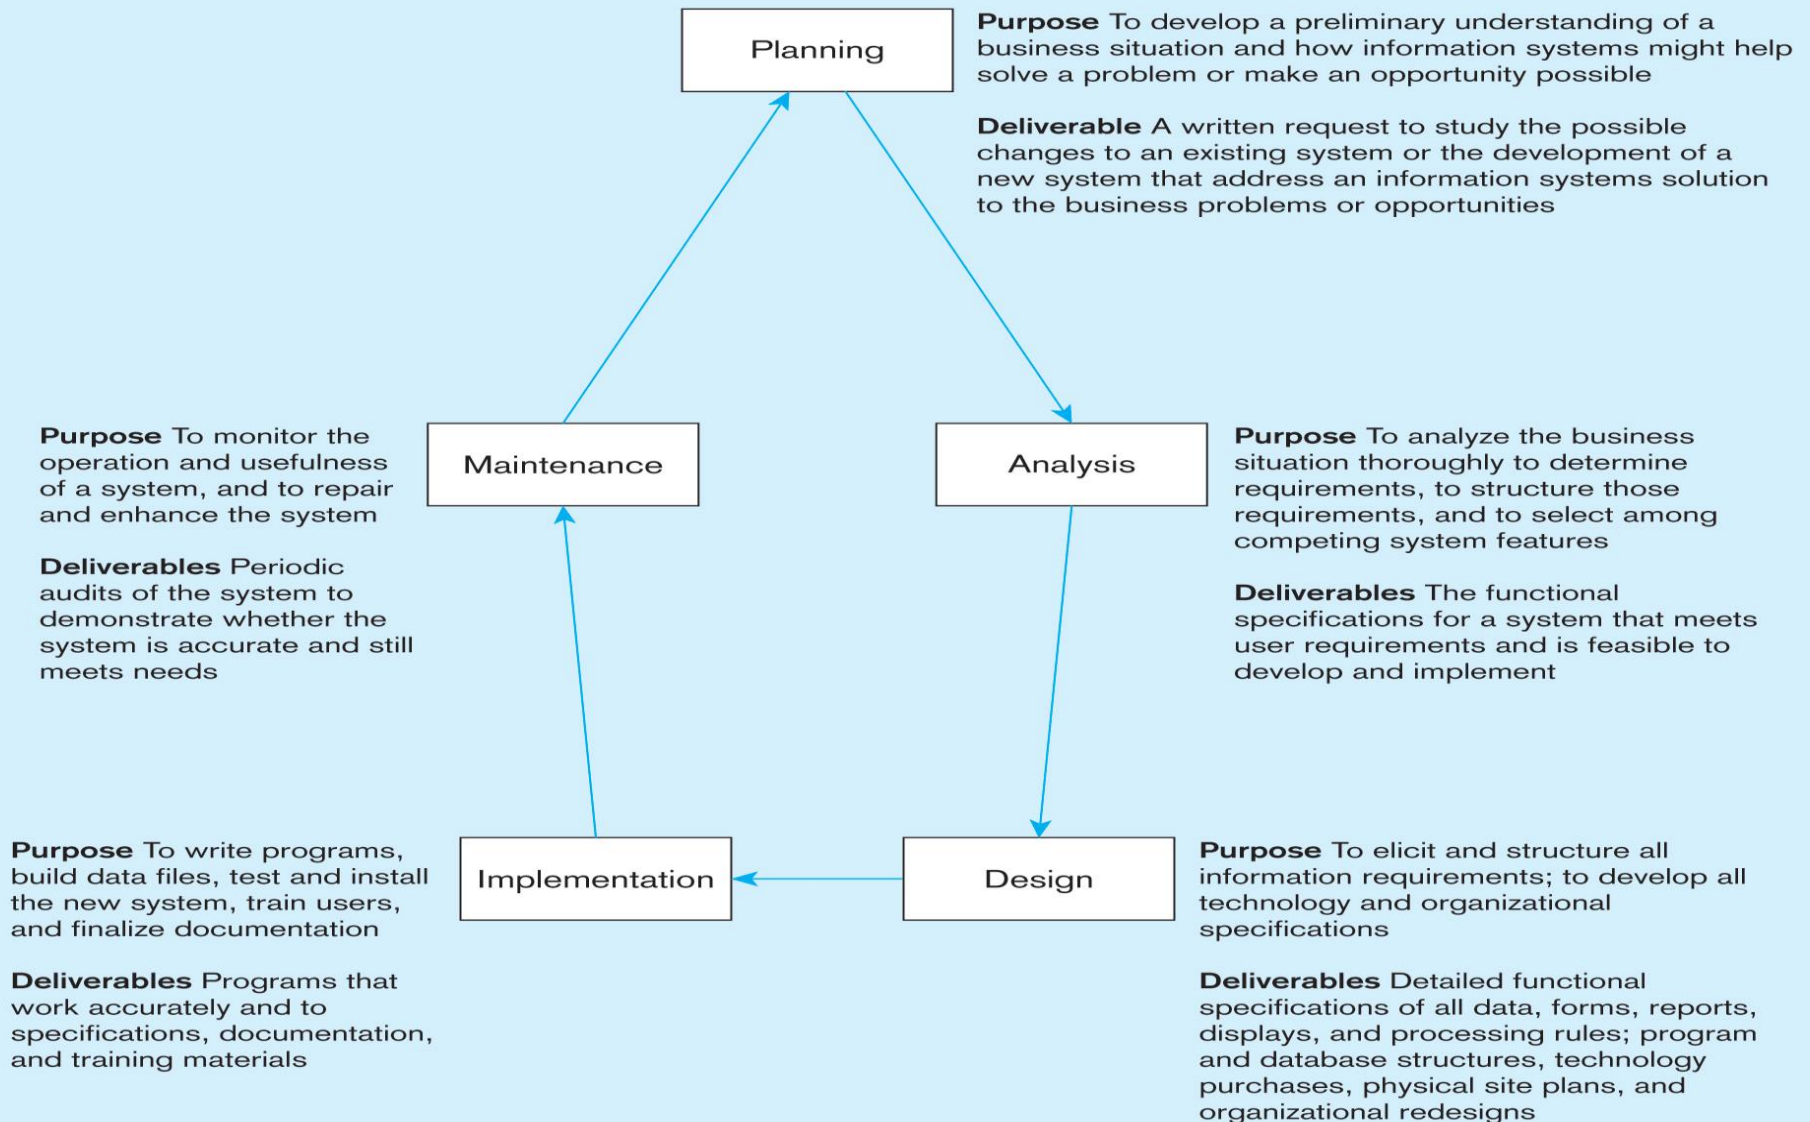 Planning
Purpose To develop a preliminary understanding of a
business situation and how information systems might help
solve a problem or make an opportunity possible
Deliverable A written request to study the possible
changes to an existing system or the development of a
new system that address an information systems solution
to the business problems or opportunities
Purpose To monitor the
operation and usefulness
of a system, and to repair
and enhance the system
Deliverables Periodic
audits of the system to
demonstrate whether the
system is accurate and still
meets needs
Maintenance
Analysis
Purpose To analyze the business
situation thoroughly to determine
requirements, to structure those
requirements, and to select among
competing system features
Deliverables The functional
specifications for a system that meets
user requirements and is feasible to
develop and implement
Purpose To write programs,
build data files, test and install
the new system, train users,
and finalize documentation
Deliverables Programs that
work accurately and to
specifications, documentation,
and training materials
Implementation
Design
Purpose To elicit and structure all
information requirements; to develop all
technology and organizational
specifications
Deliverables Detailed functional
specifications of all data, forms, reports,
displays, and processing rules; program
and database structures, technology
purchases, physical site plans, and
organizational redesigns